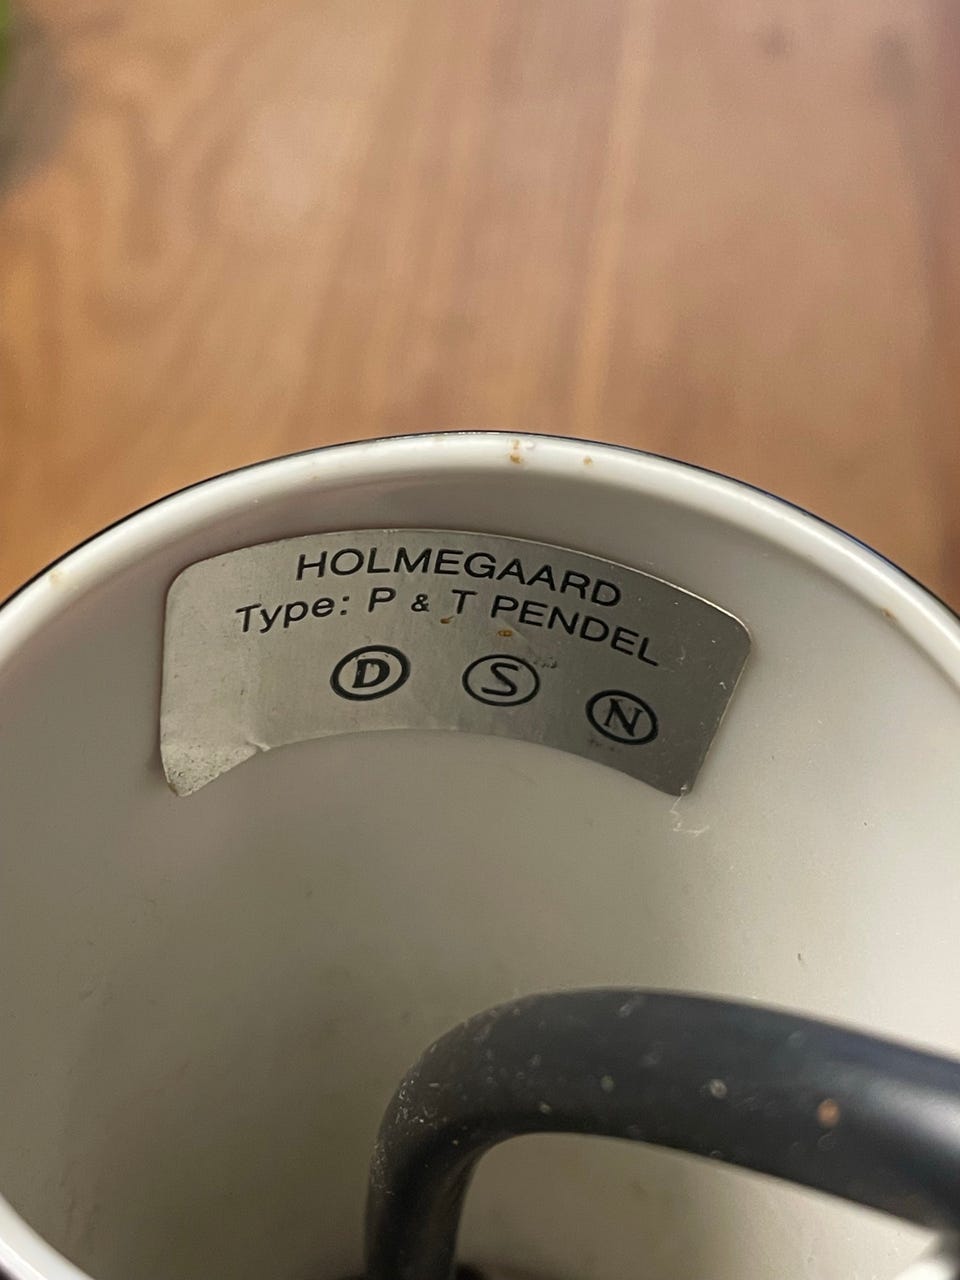 HOLMEGAARD
Type: P & T PENDEL
D S N